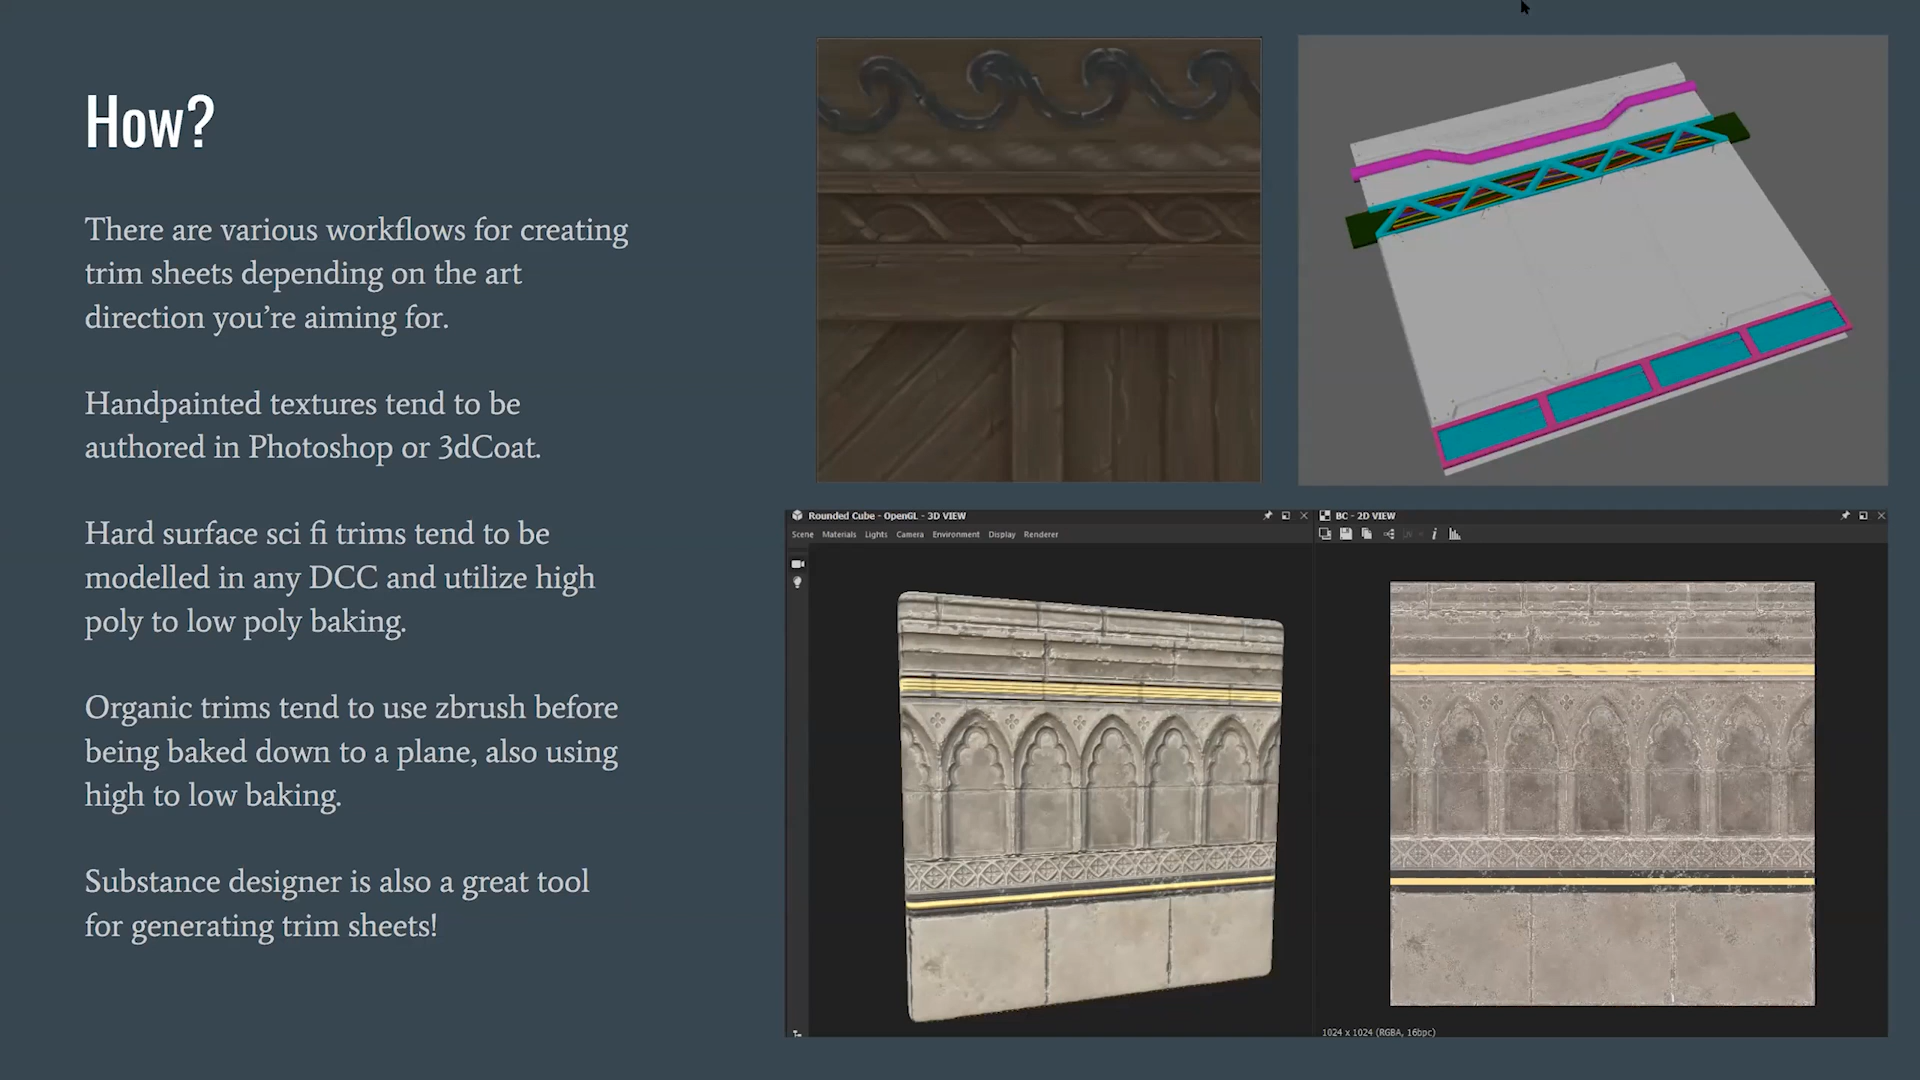 How?
There are various workflows for creating
trim sheets depending on the art
direction you’re aiming for.
Handpainted textures tend to be
authored in Photoshop or 3dCoat.
Hard surface sci fi trims tend to be
modelled in any DCC and utilize high
poly to low poly baking.
Organic trims tend to use zbrush before
being baked down to a plane, also using
high to low baking.
Substance designer is also a great tool
for generating trim sheets!
Rounded Cube - OpenGL - 3D VIEW
Scene Materials Lights Camera Environment Display Renderer
BC - 2D VIEW
1024 x 1024 (RGBA, 16bpc)